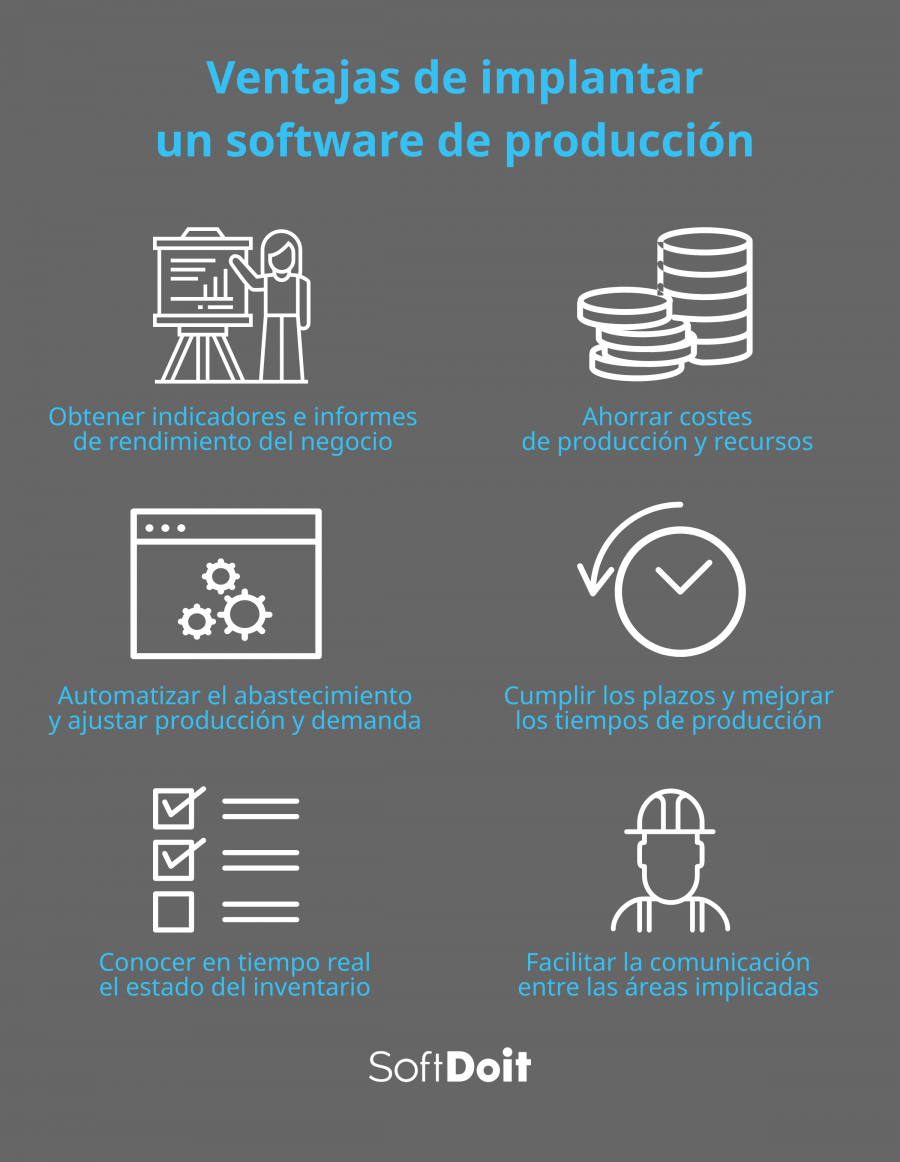 Ventajas de implantar
un software de producción
Obtener indicadores e informes
de rendimiento del negocio
Ahorrar costes
de producción y recursos
Automatizar el abastecimiento
y ajustar producción y demanda
Cumplir los plazos y mejorar
los tiempos de producción
Conocer en tiempo real
el estado del inventario
Facilitar la comunicación
entre las áreas implicadas
SoftDoit